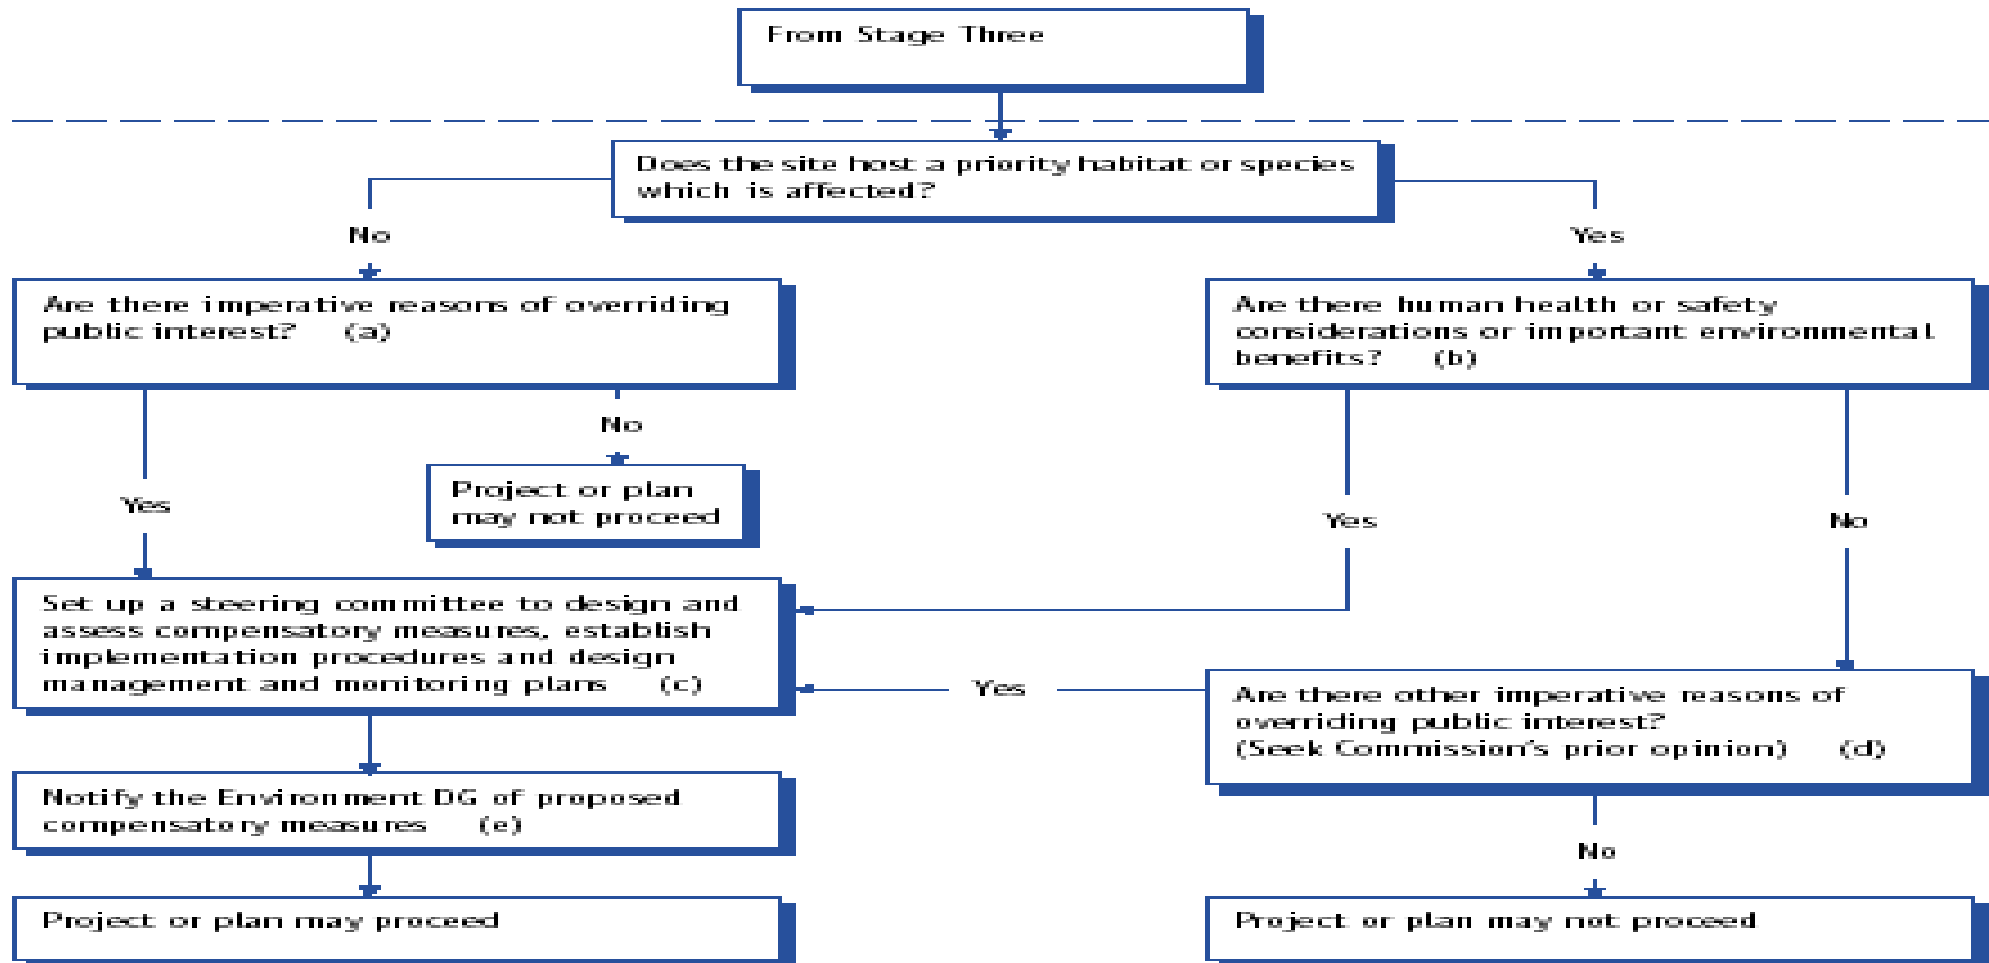 From Stage Three
Does the site host a priority habitat or species
which is affected?
No
Yes
Are there imperative reasons of overriding
public interest? (a)
Are there human health or safety
considerations or important environmental
benefits? (b)
No
Project or plan
may not proceed
Yes
Yes
No
Set up a steering committee to design and
assess compensatory measures, establish
implementation procedures and design
management and monitoring plans (c)
Yes
Are there other imperative reasons of
overriding public interest?
(Seek Commission's prior opinion) (d)
Notify the Environment DG of proposed
compensatory measures (e)
No
Project or plan may proceed
Project or plan may not proceed